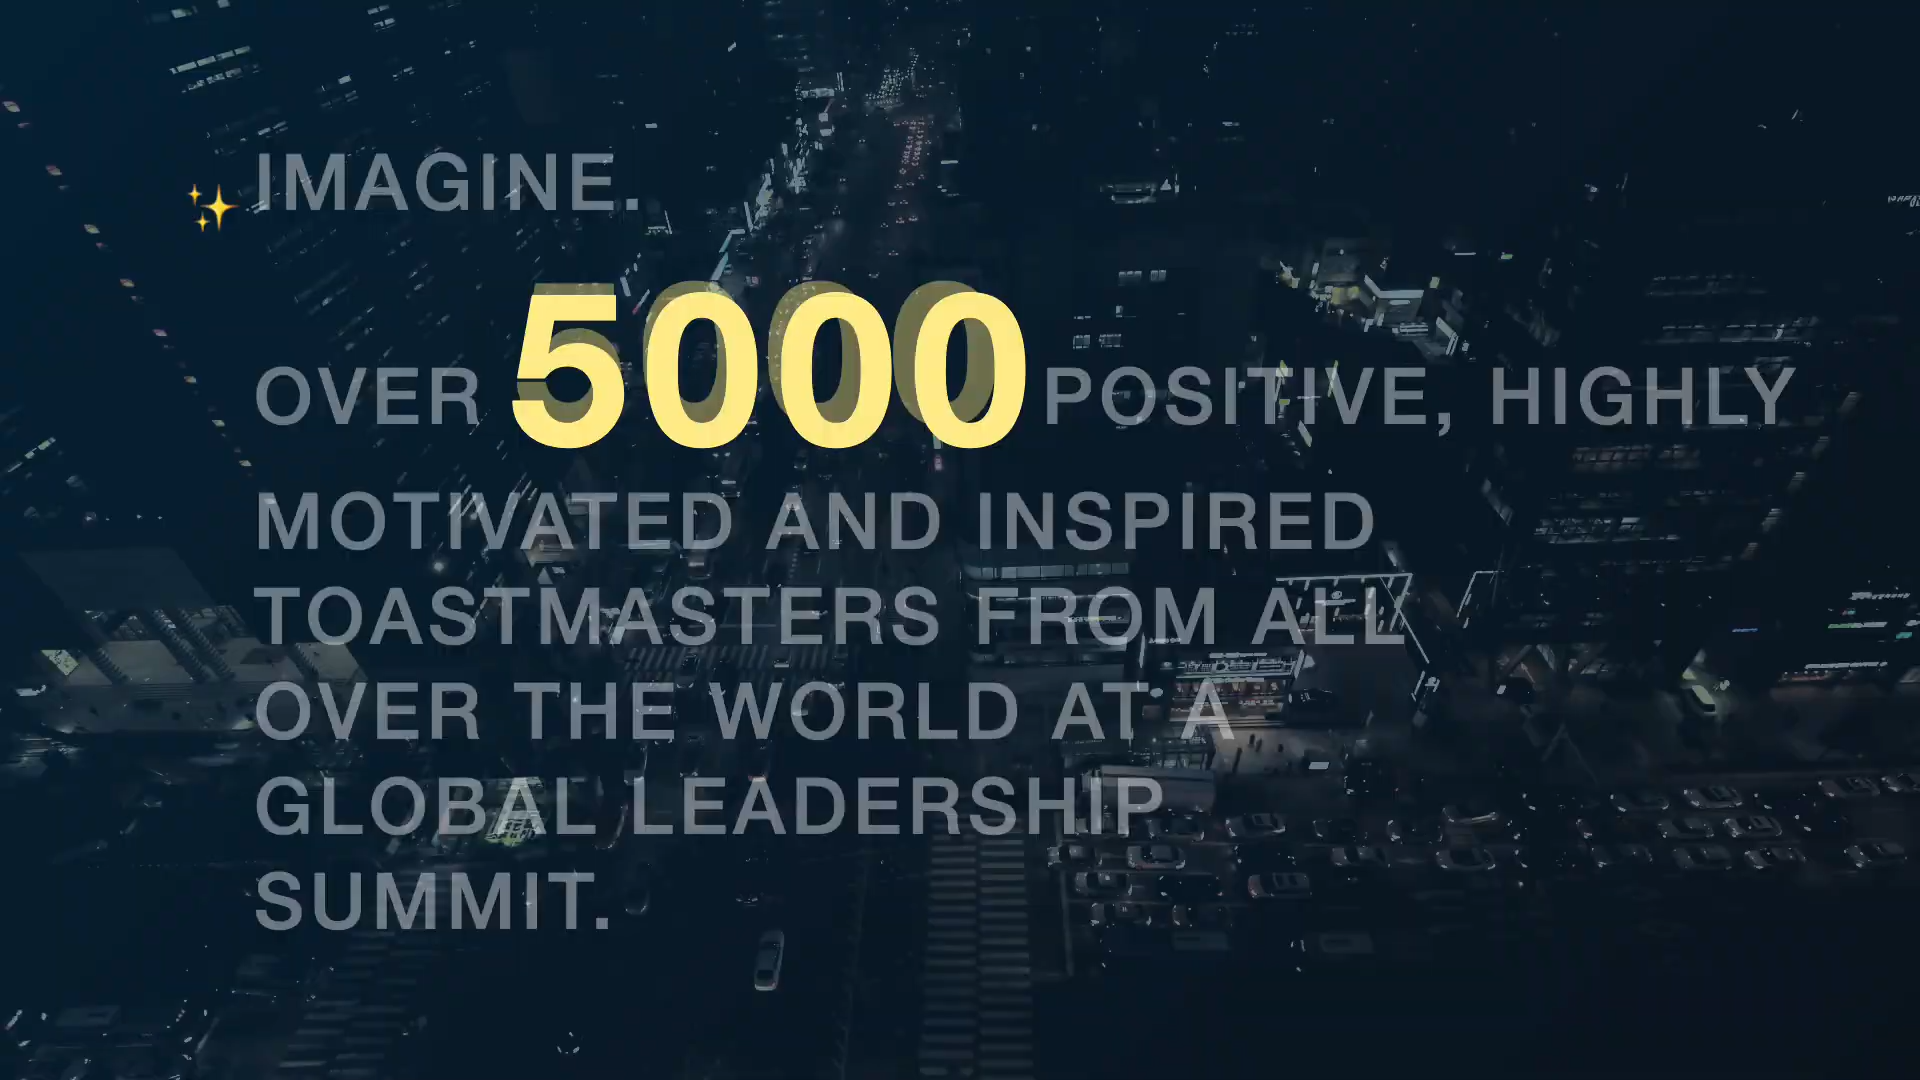 IMAGINE.
OVER 5000 POSITIVE, HIGHLY
MOTIVATED AND INSPIRED
TOASTMASTERS FROM ALL
OVER THE WORLD AT A
GLOBAL LEADERSHIP
SUMMIT.